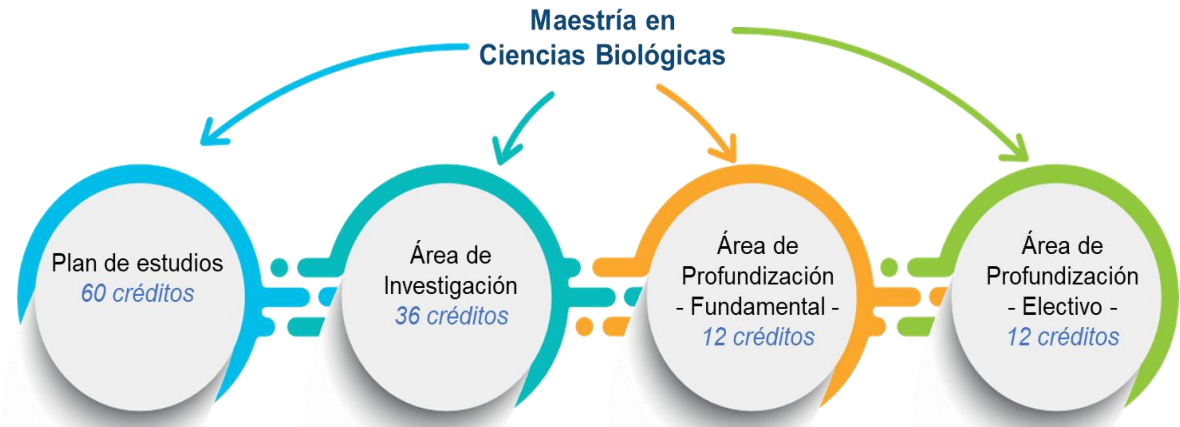 Maestría en
Ciencias Biológicas
Plan de estudios
60 créditos
Área de
Investigación
36 créditos
Área de
Profundización
- Fundamental -
12 créditos
Área de
Profundización
- Electivo -
12 créditos